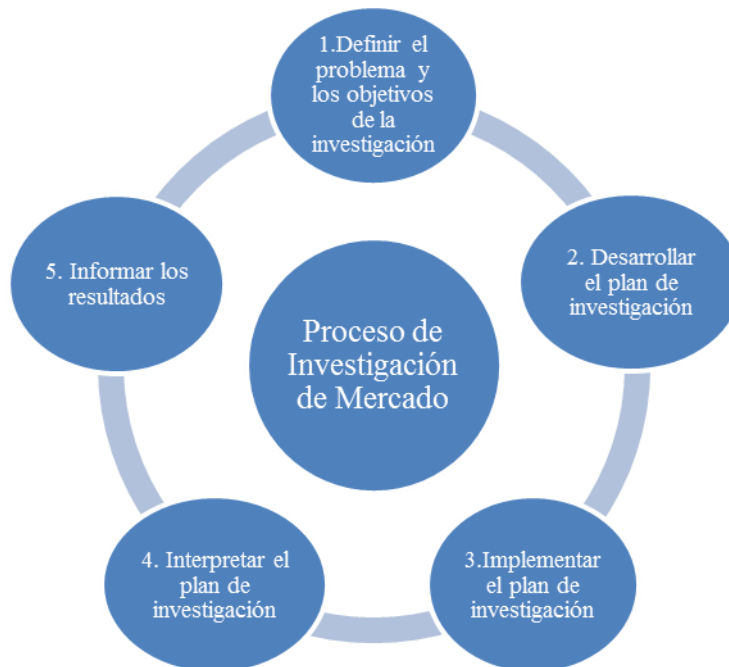 1.Definir el
problema y
los objetivos
de la
investigación
2. Desarrollar
el plan de
investigación
3.Implementar
el plan de
investigación
4. Interpretar el
plan de
investigación
5. Informar los
resultados
Proceso de
Investigación
de Mercado